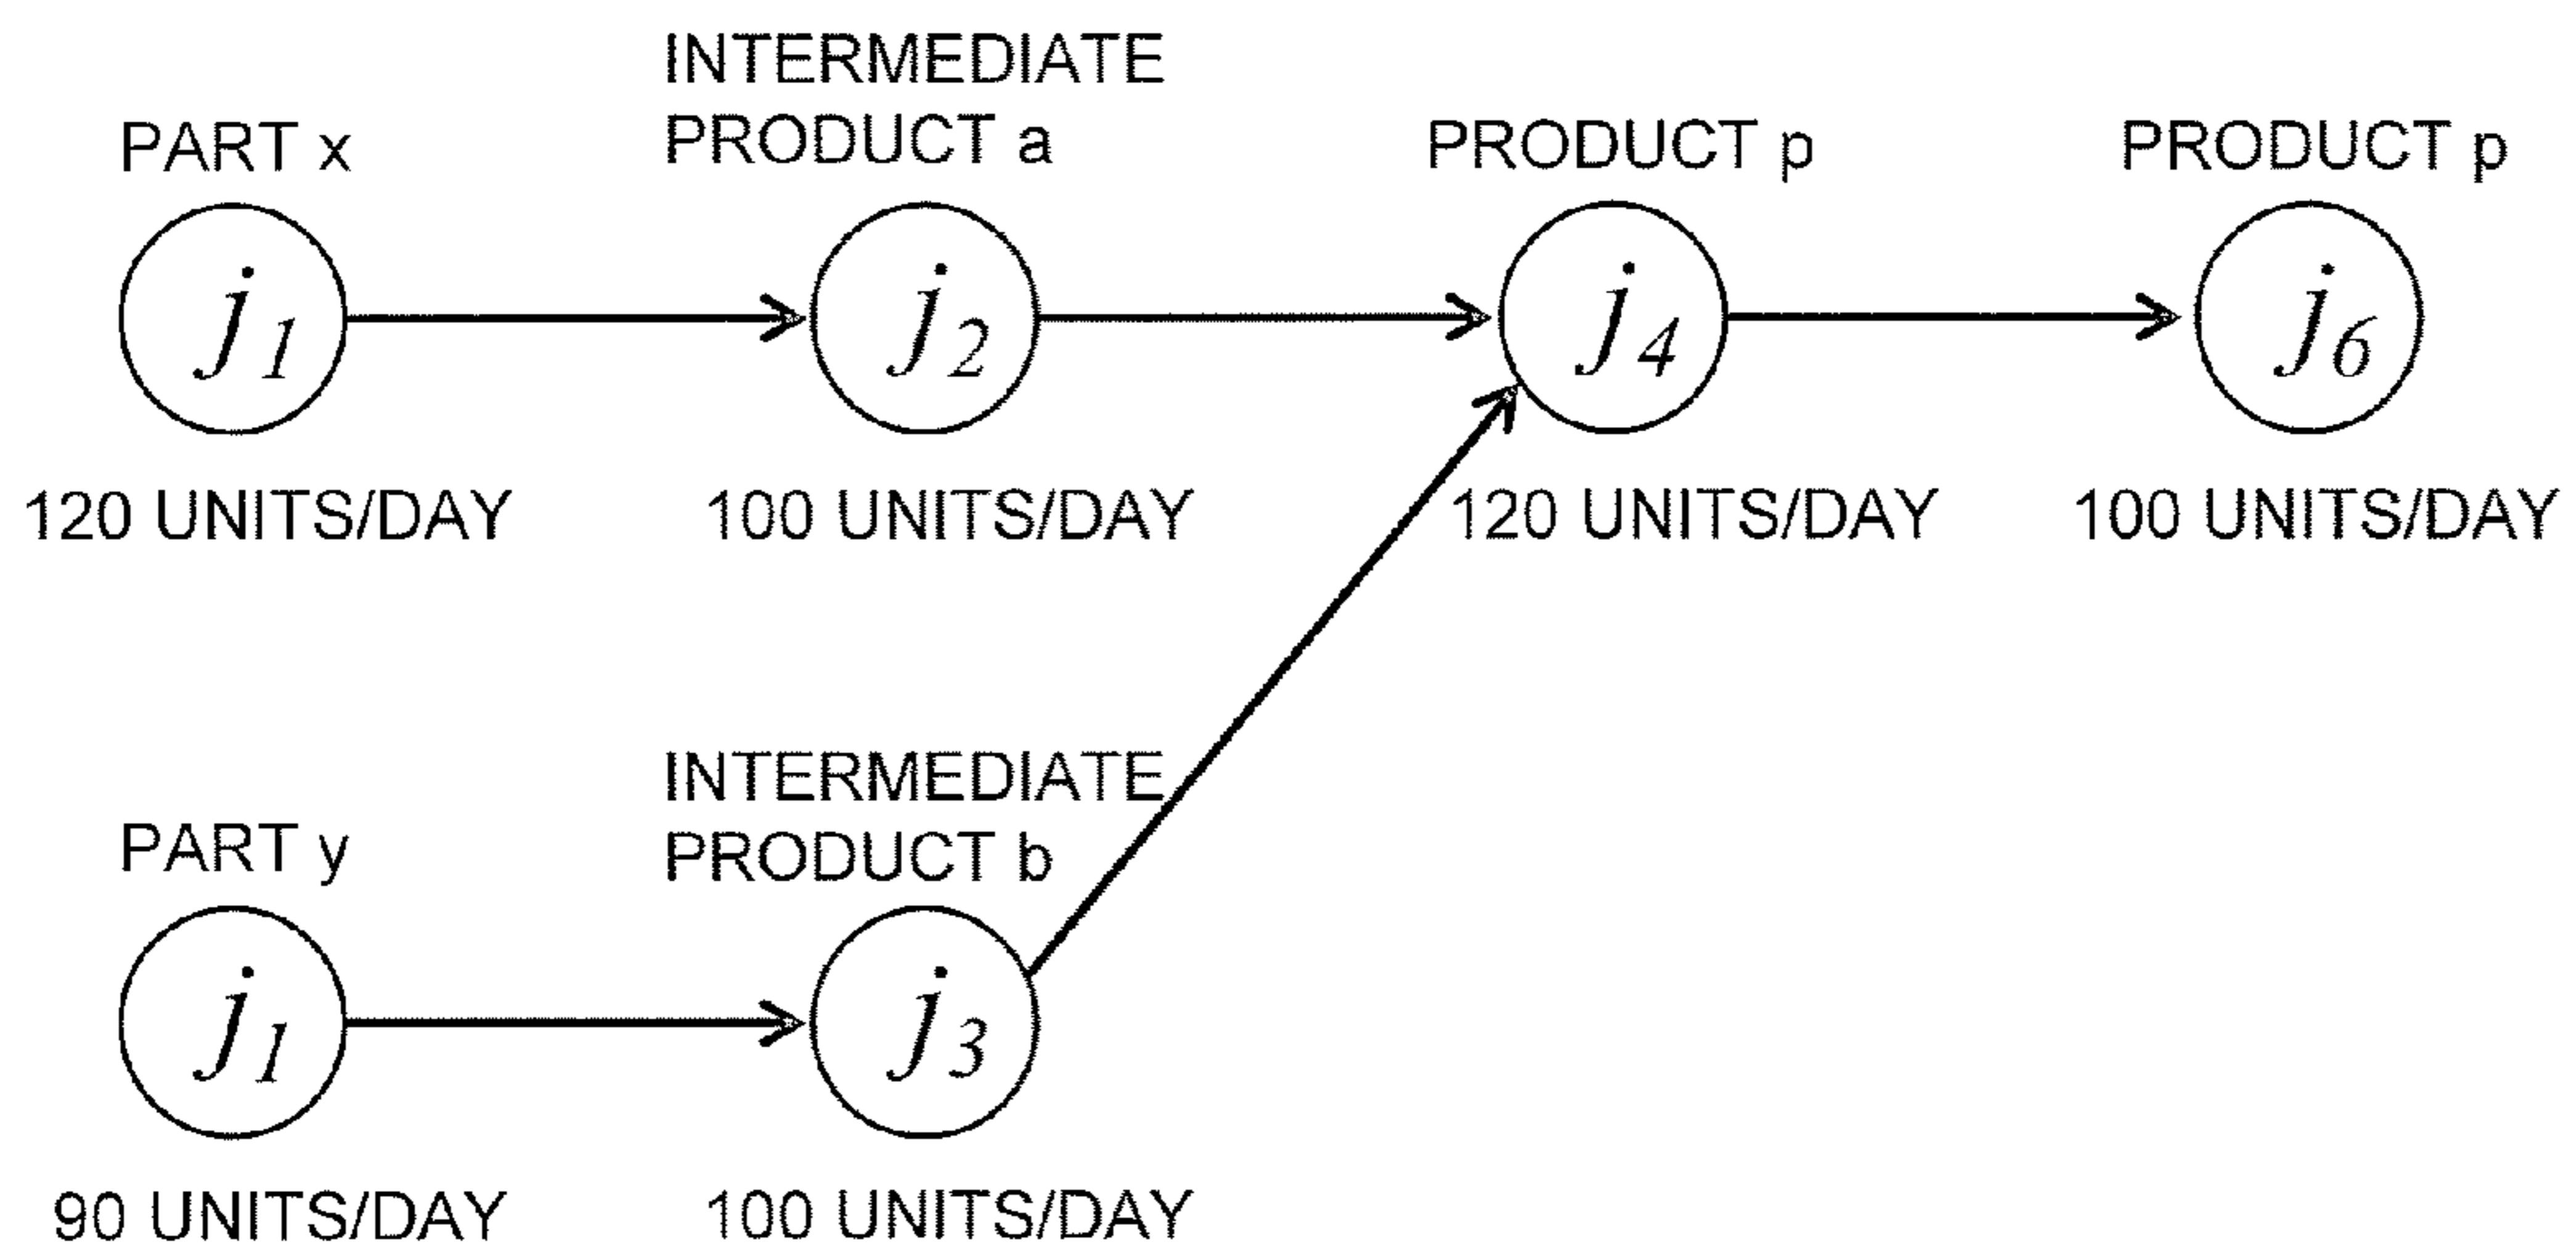 PART x
INTERMEDIATE
PRODUCT a
PRODUCT p
PRODUCT p
j1
j2
j4
j6
120 UNITS/DAY
100 UNITS/DAY
120 UNITS/DAY
100 UNITS/DAY
PART y
INTERMEDIATE
PRODUCT b
j1
j3
90 UNITS/DAY
100 UNITS/DAY